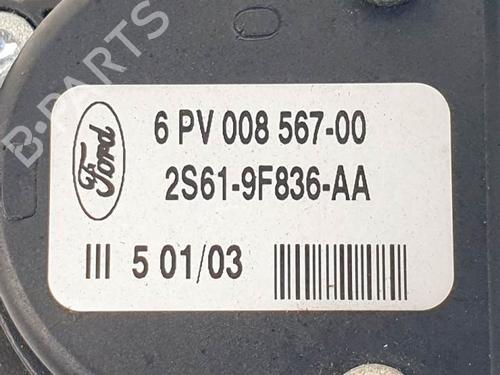 B-PARTS
Ford
6 PV 008 567-00
2S61-9F836-AA
III 5 01/03